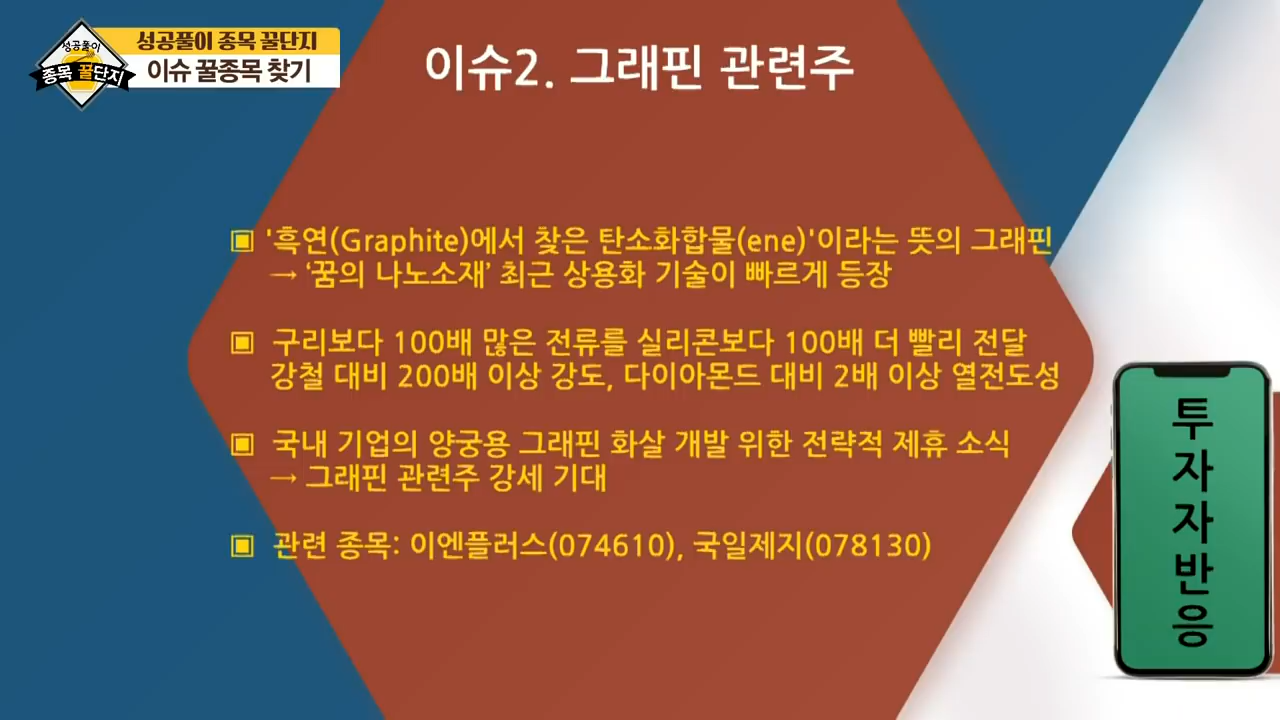 성공풀이
종목 꿀단지
성공풀이 종목 꿀단지
이슈 꿀종목 찾기
이슈2. 그래핀 관련주
▣ '흑연(Graphite)에서 찾은 탄소화합물(ene)'이라는 뜻의 그래핀
→ ‘꿈의 나노소재’ 최근 상용화 기술이 빠르게 등장
▣ 구리보다 100배 많은 전류를 실리콘보다 100배 더 빨리 전달
강철 대비 200배 이상 강도, 다이아몬드 대비 2배 이상 열전도성
▣ 국내 기업의 양궁용 그래핀 화살 개발 위한 전략적 제휴 소식
→ 그래핀 관련주 강세 기대
▣ 관련 종목: 이엔플러스(074610), 국일제지(078130)
투자자반응